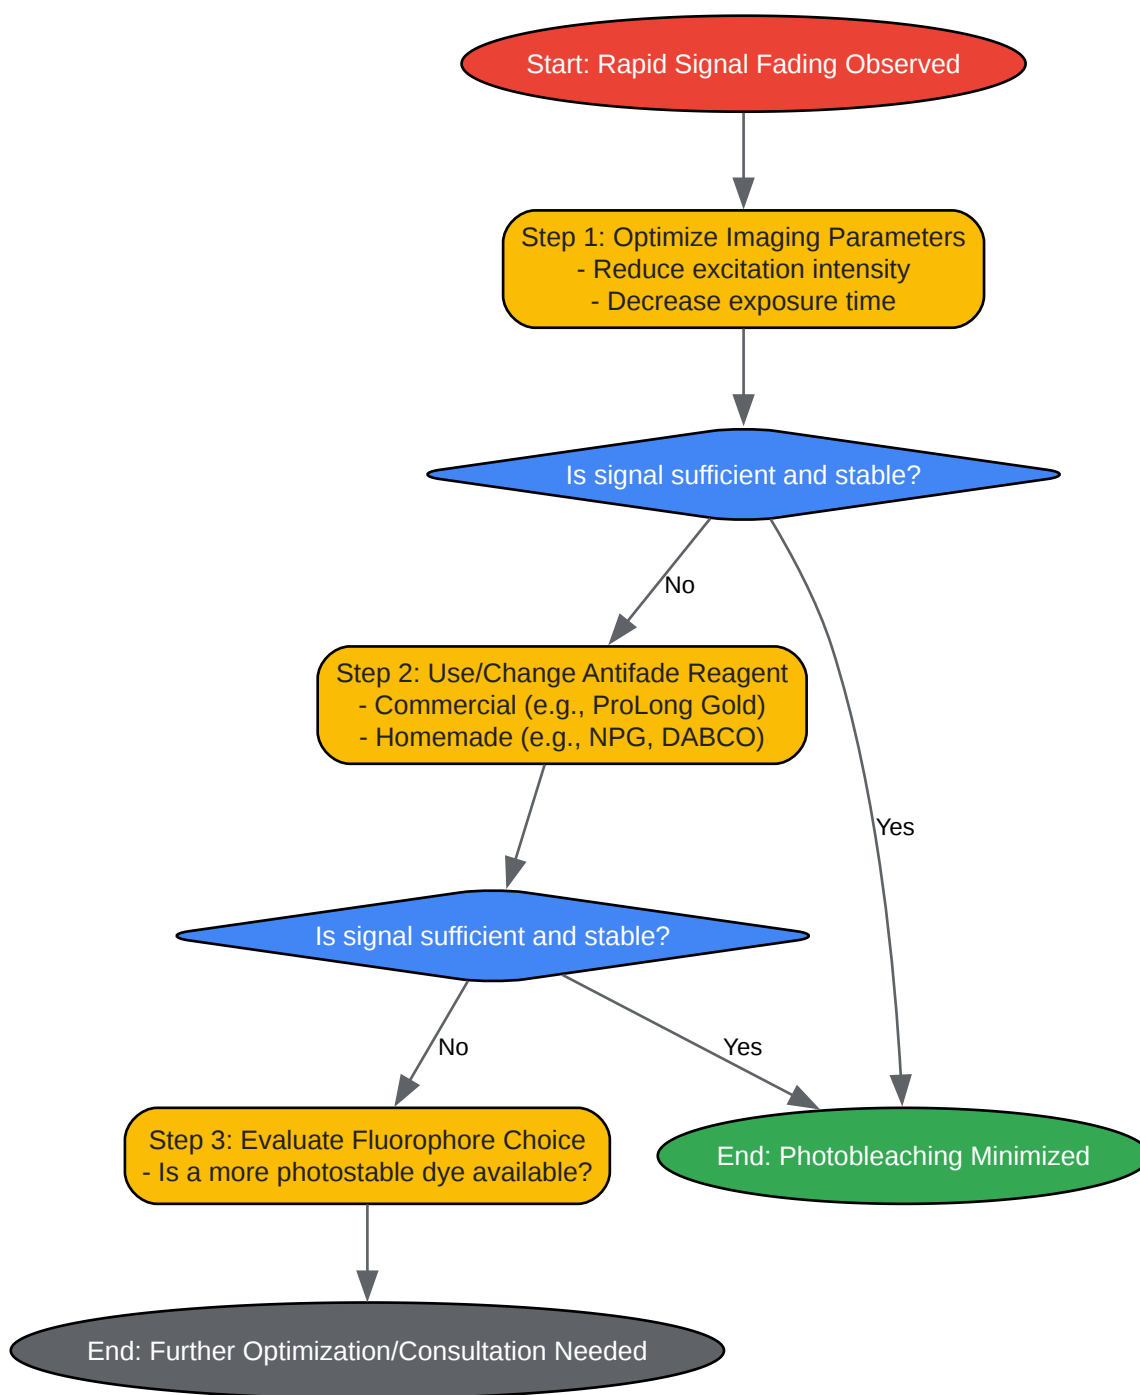 Start: Rapid Signal Fading Observed
Step 1: Optimize Imaging Parameters
- Reduce excitation intensity
- Decrease exposure time
Is signal sufficient and stable?
No
Step 2: Use/Change Antifade Reagent
- Commercial (e.g., ProLong Gold)
- Homemade (e.g., NPG, DABCO)
Yes
Is signal sufficient and stable?
No
Yes
Step 3: Evaluate Fluorophore Choice
- Is a more photostable dye available?
End: Photobleaching Minimized
End: Further Optimization/Consultation Needed